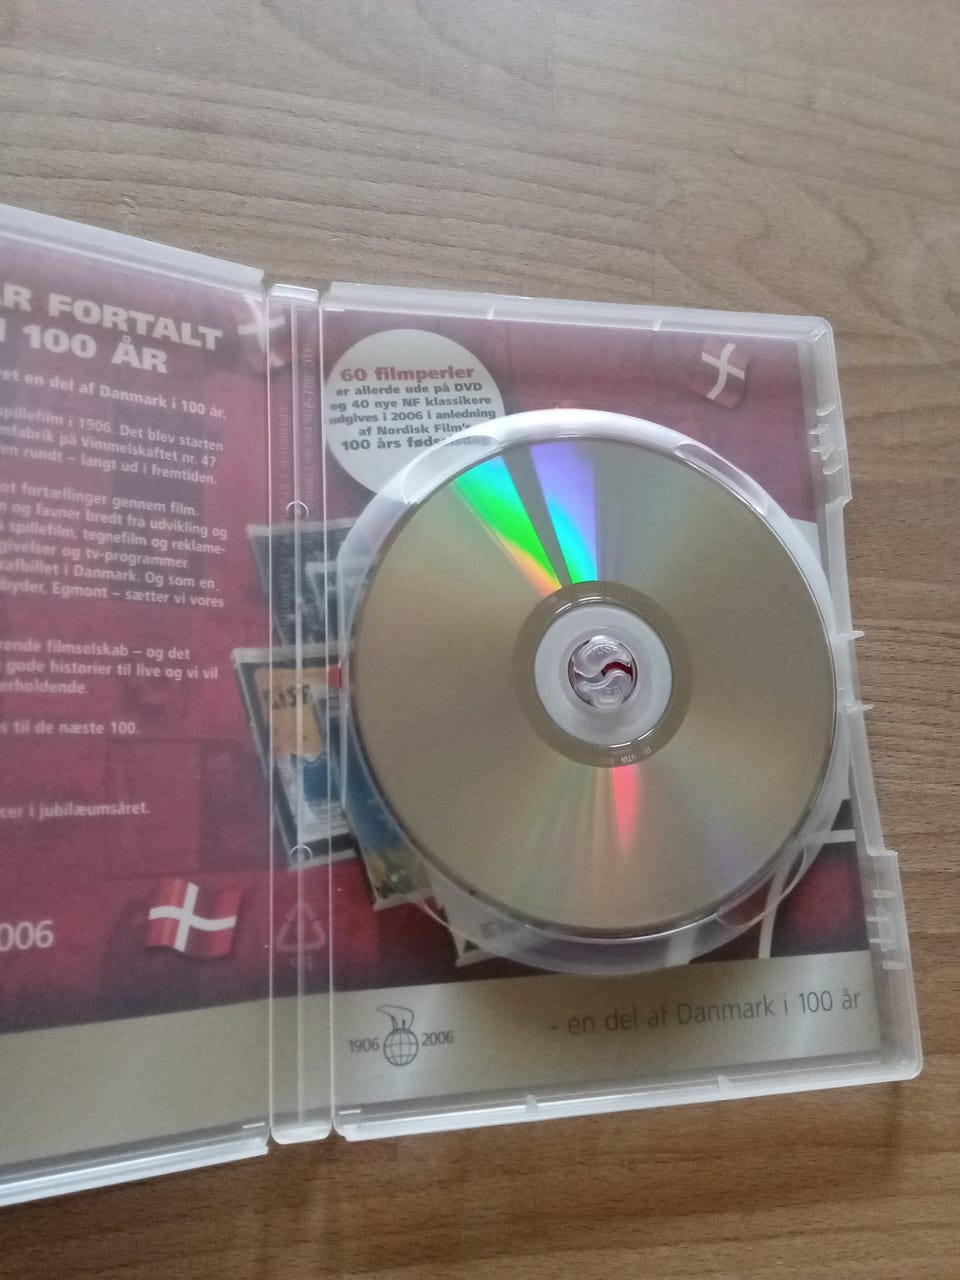 R FORTALT
I 100 ÅR
ret en del af Danmark i 100 år.
spillefilm i 1906. Det blev starten
mfabrik på Vimmelskaftet nr. 47
en rundt – langt ud i fremtiden.
ot fortællinger gennem film.
n og favner bredt fra udvikling og
spillefilm, tegnefilm og reklame-
givelser og tv-programmer.
rafbillet i Danmark. Og som en
lbyder, Egmont – sætter vi vores
rende filmselskab – og det
gode historier til live og vi vil
erholdende.
s til de næste 100.
cer i jubilæumsåret.
006
60 filmperler
er allerde ude på DVD
og 40 nye NF klassikere
udgives i 2006 i anledning
af Nordisk Film's
100 års fødselsdag
1906 2006
- en del af Danmark i 100 år